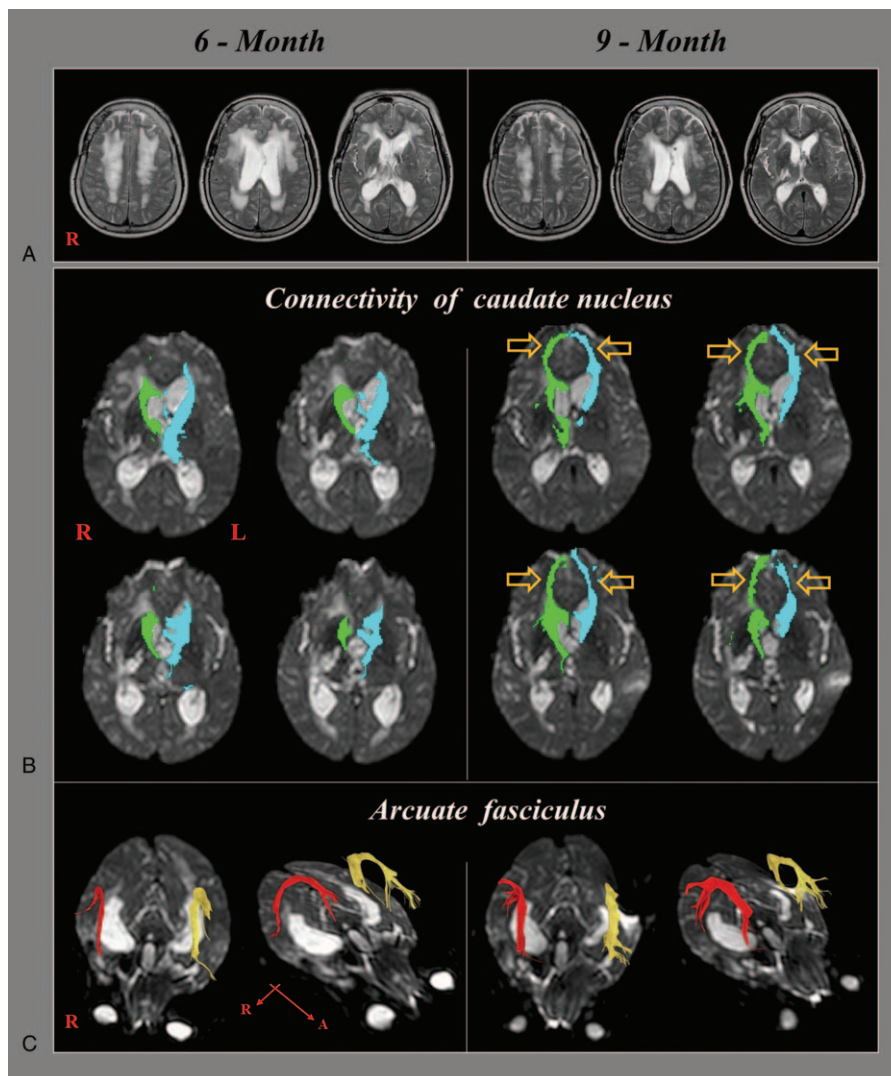 6 - Month
9 - Month
R
A
Connectivity of caudate nucleus
R
L
B
Arcuate fasciculus
R
R
A
C